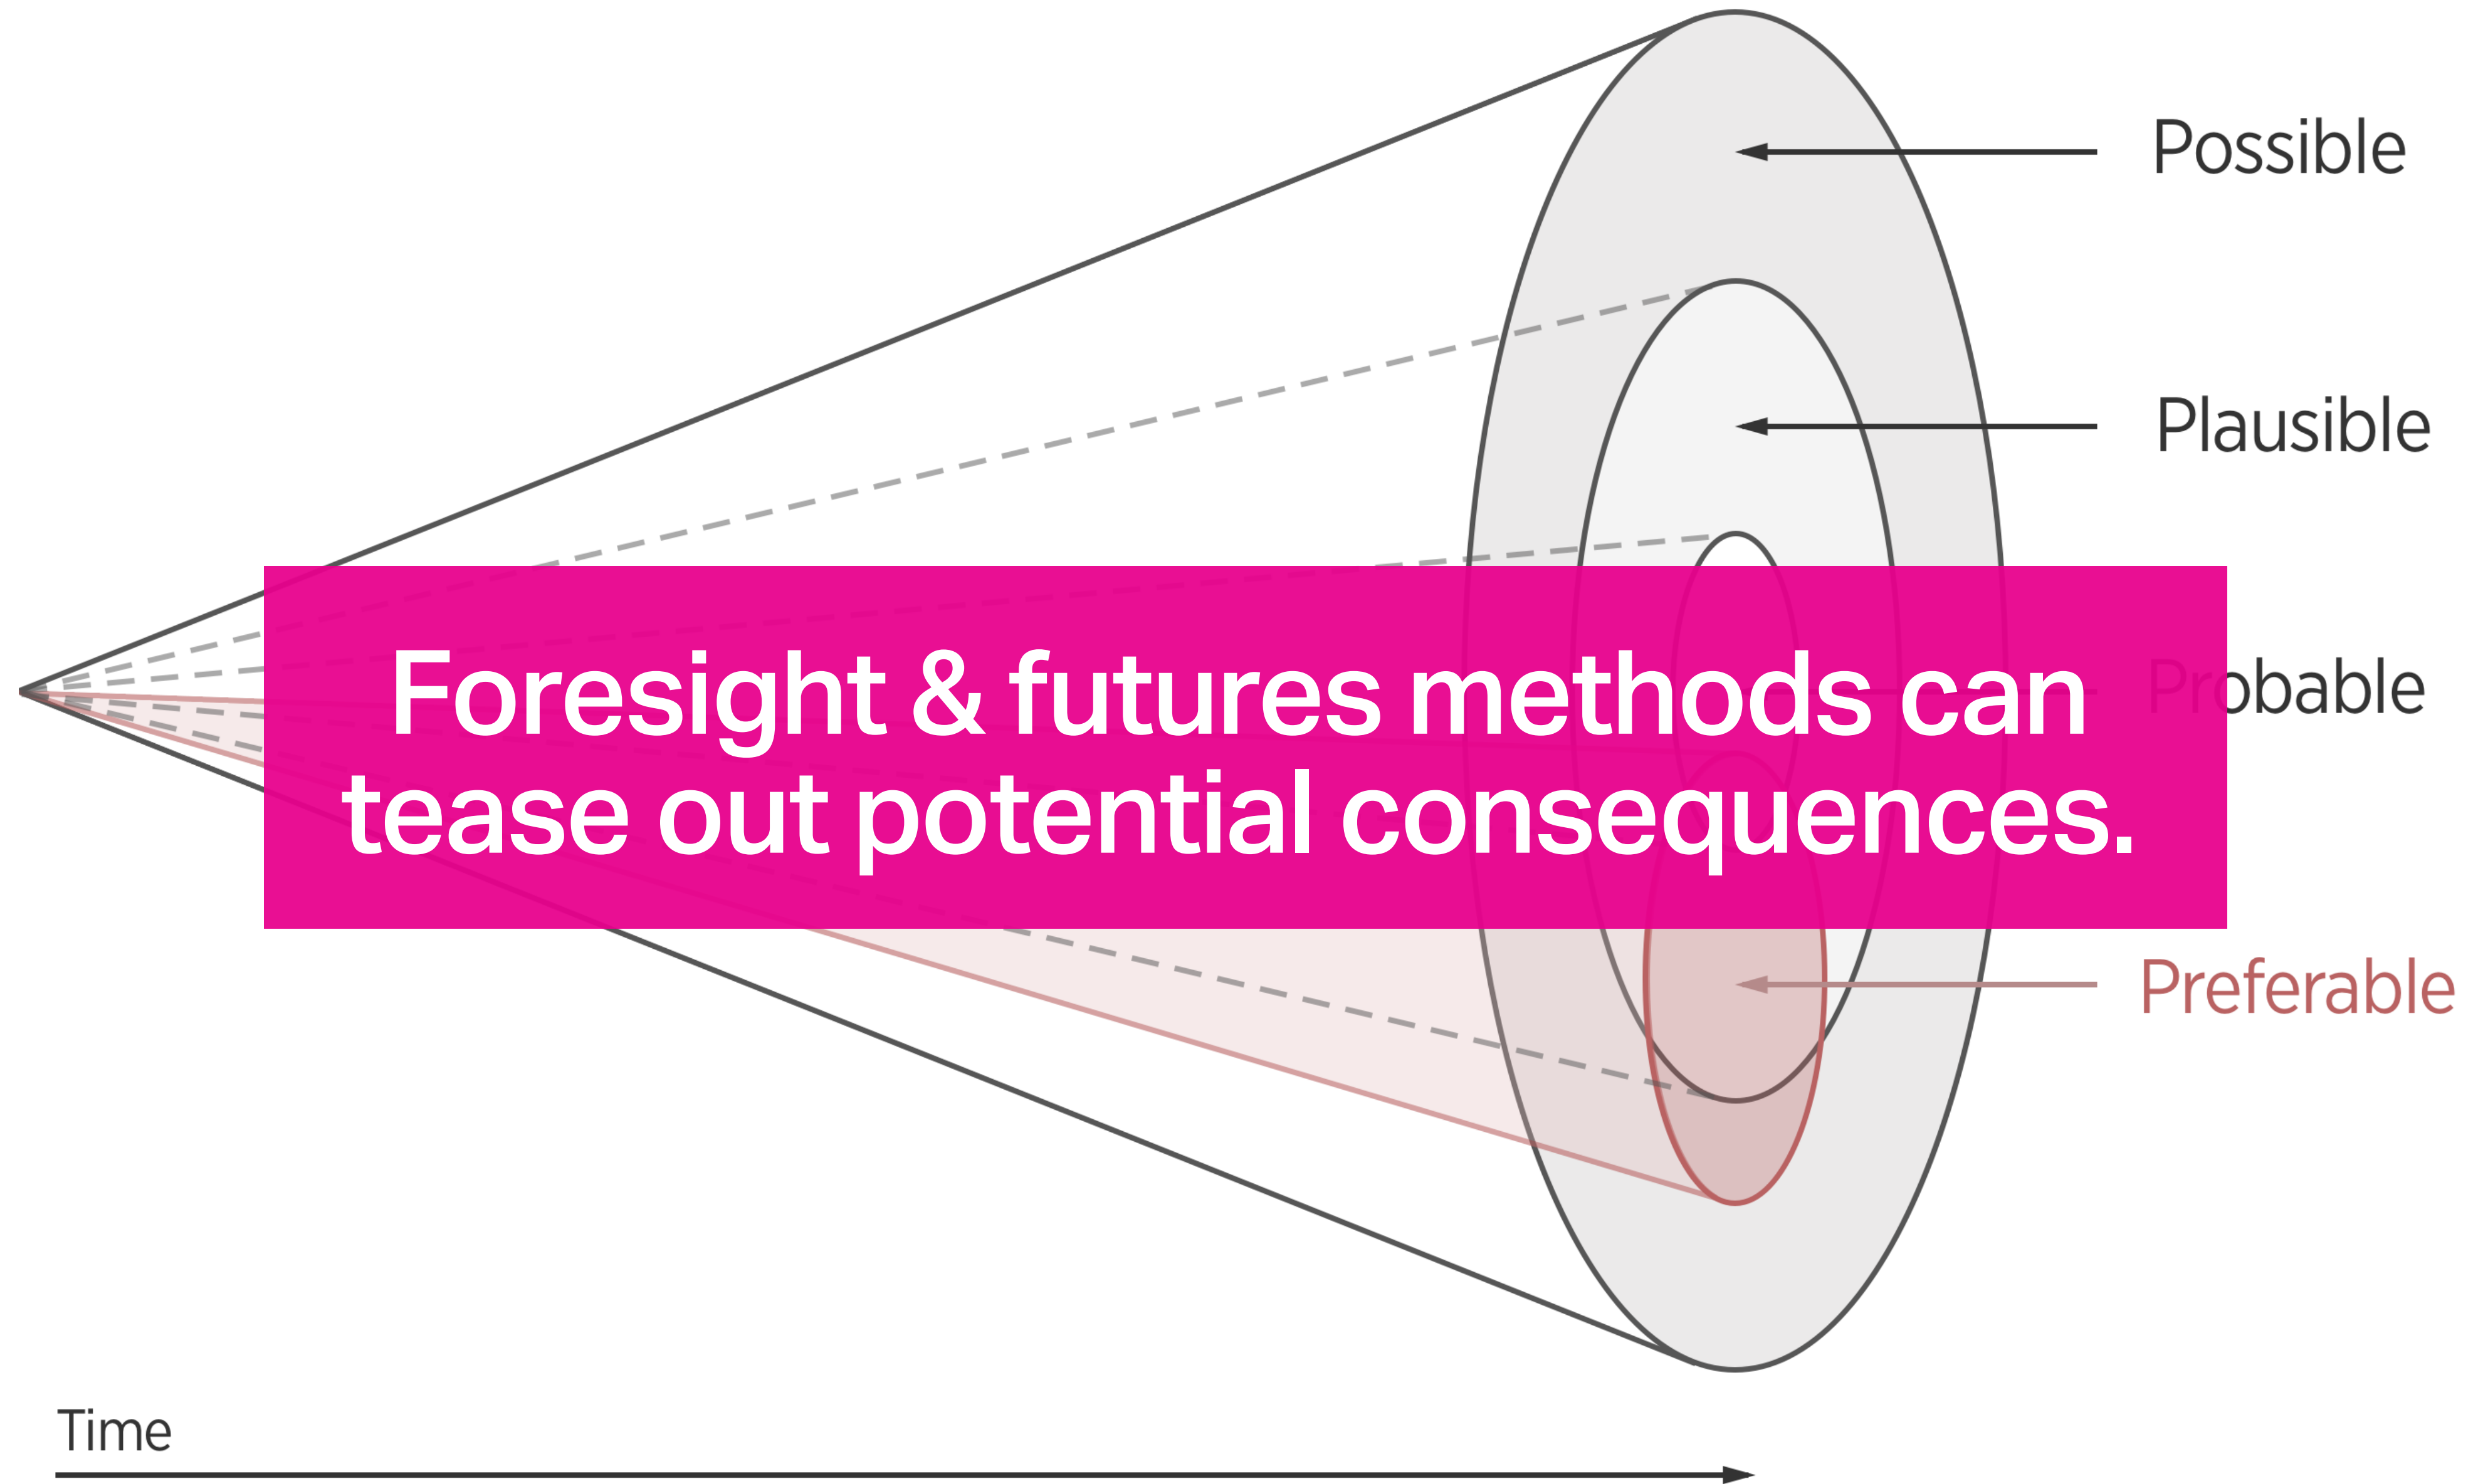 Possible
Plausible
Foresight & futures methods can
tease out potential consequences.
Probable
Preferable
Time